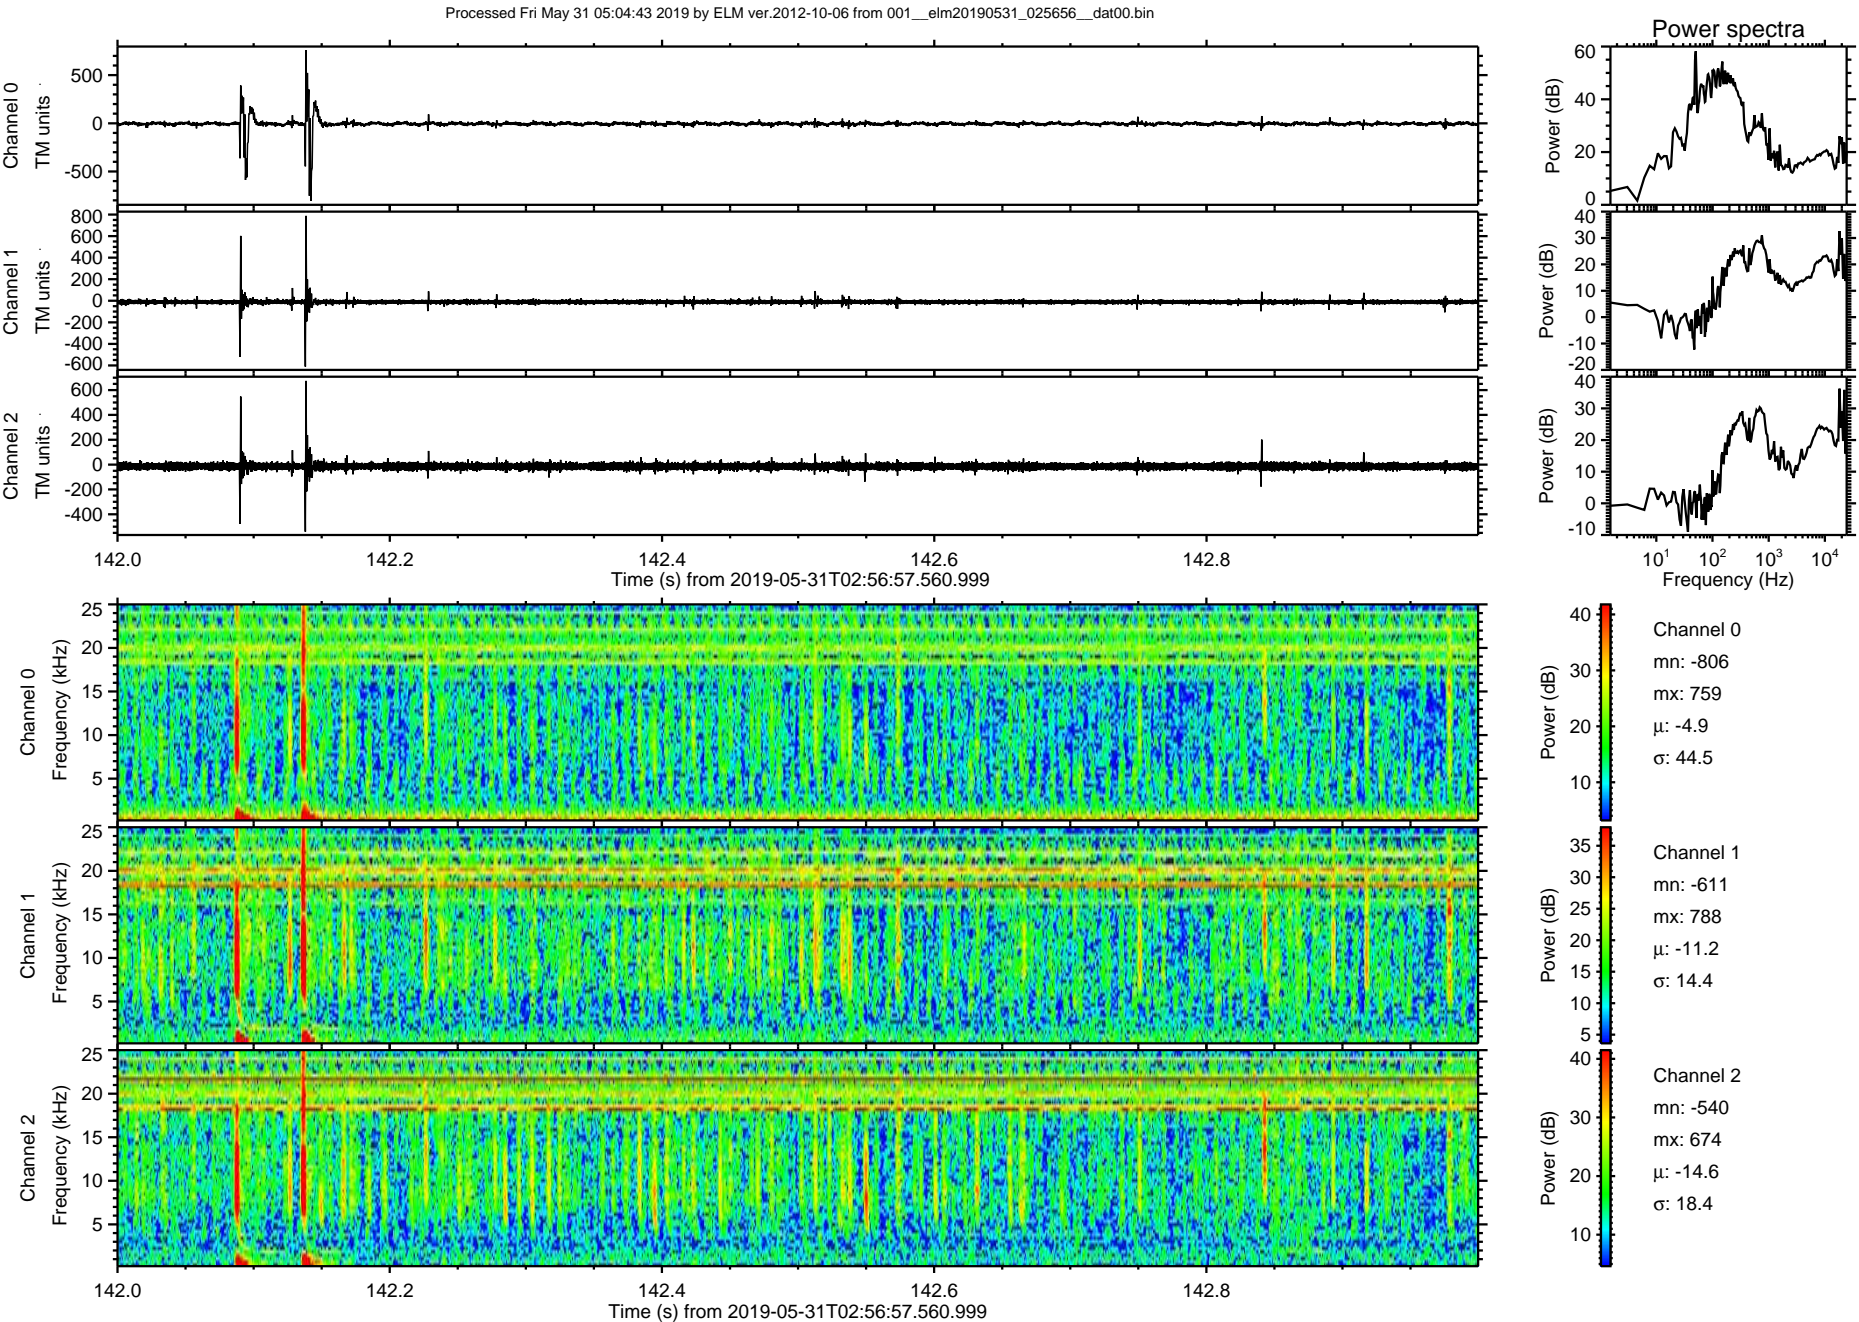 Processed Fri May 31 05:04:43 2019 by ELM ver.2012-10-06 from 001__elm20190531_025656__dat00.bin
Power spectra
Channel 0
TM units
500
0
-500
Power (dB)
60
40
20
0
Channel 1
TM units
800
600
400
200
0
-200
-400
-600
Power (dB)
40
30
20
10
0
-10
-20
Channel 2
TM units
600
400
200
0
-200
-400
Power (dB)
40
30
20
10
0
-10
142.0 142.2 142.4 142.6 142.8
Time (s) from 2019-05-31T02:56:57.560.999
10^1 10^2 10^3 10^4
Frequency (Hz)
Channel 0
Frequency (kHz)
25
20
15
10
5
Power (dB)
40
30
20
10
Channel 0
mn: -806
mx: 759
μ: -4.9
σ: 44.5
Channel 1
Frequency (kHz)
25
20
15
10
5
Power (dB)
35
30
25
20
15
10
5
Channel 1
mn: -611
mx: 788
μ: -11.2
σ: 14.4
Channel 2
Frequency (kHz)
25
20
15
10
5
Power (dB)
40
30
20
10
Channel 2
mn: -540
mx: 674
μ: -14.6
σ: 18.4
142.0 142.2 142.4 142.6 142.8
Time (s) from 2019-05-31T02:56:57.560.999